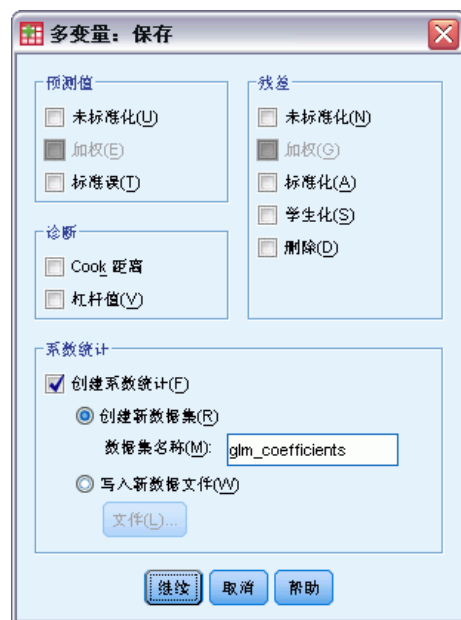 多变量：保存
预测值
未标准化(U)
加权(E)
标准误(T)
残差
未标准化(N)
加权(G)
标准化(A)
学生化(S)
删除(D)
诊断
Cook 距离
杠杆值(V)
系数统计
创建系数统计(F)
创建新数据集(R)
数据集名称(M): glm_coefficients
写入新数据文件(W)
文件(L)...
继续 取消 帮助